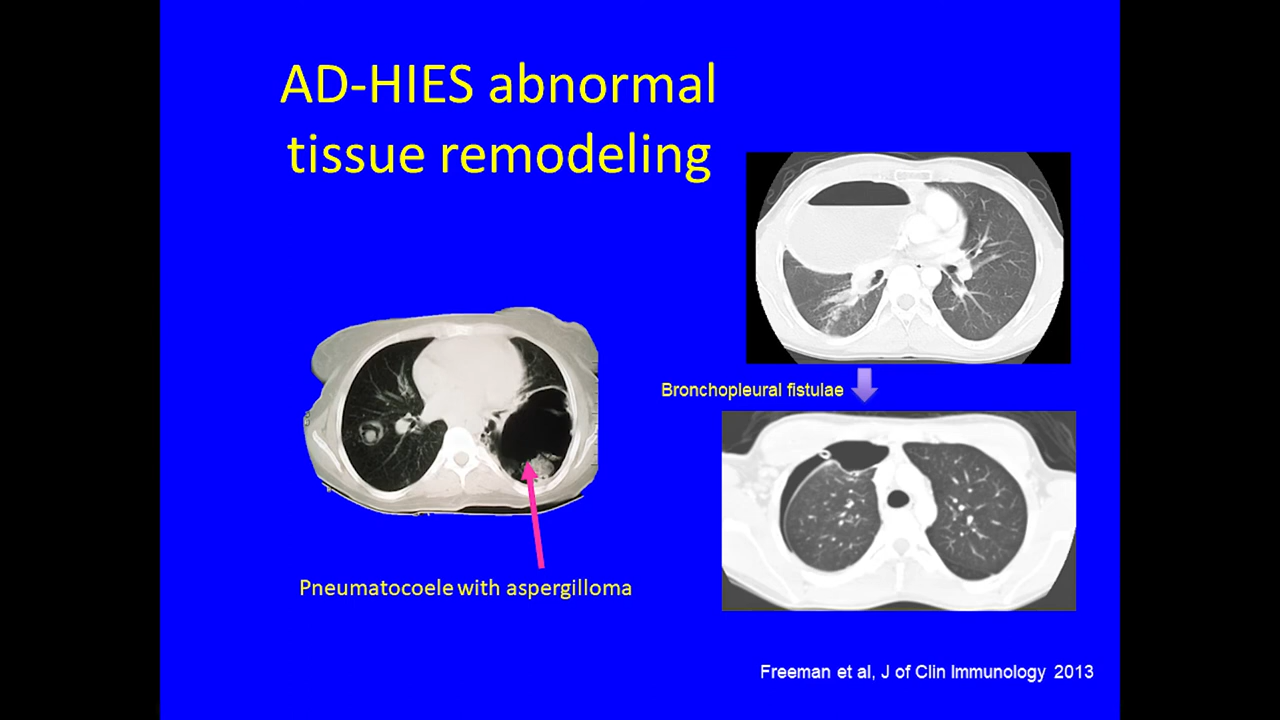 AD-HIES abnormal
tissue remodeling
Bronchopleural fistulae
Pneumatocoele with aspergilloma
Freeman et al, J of Clin Immunology 2013